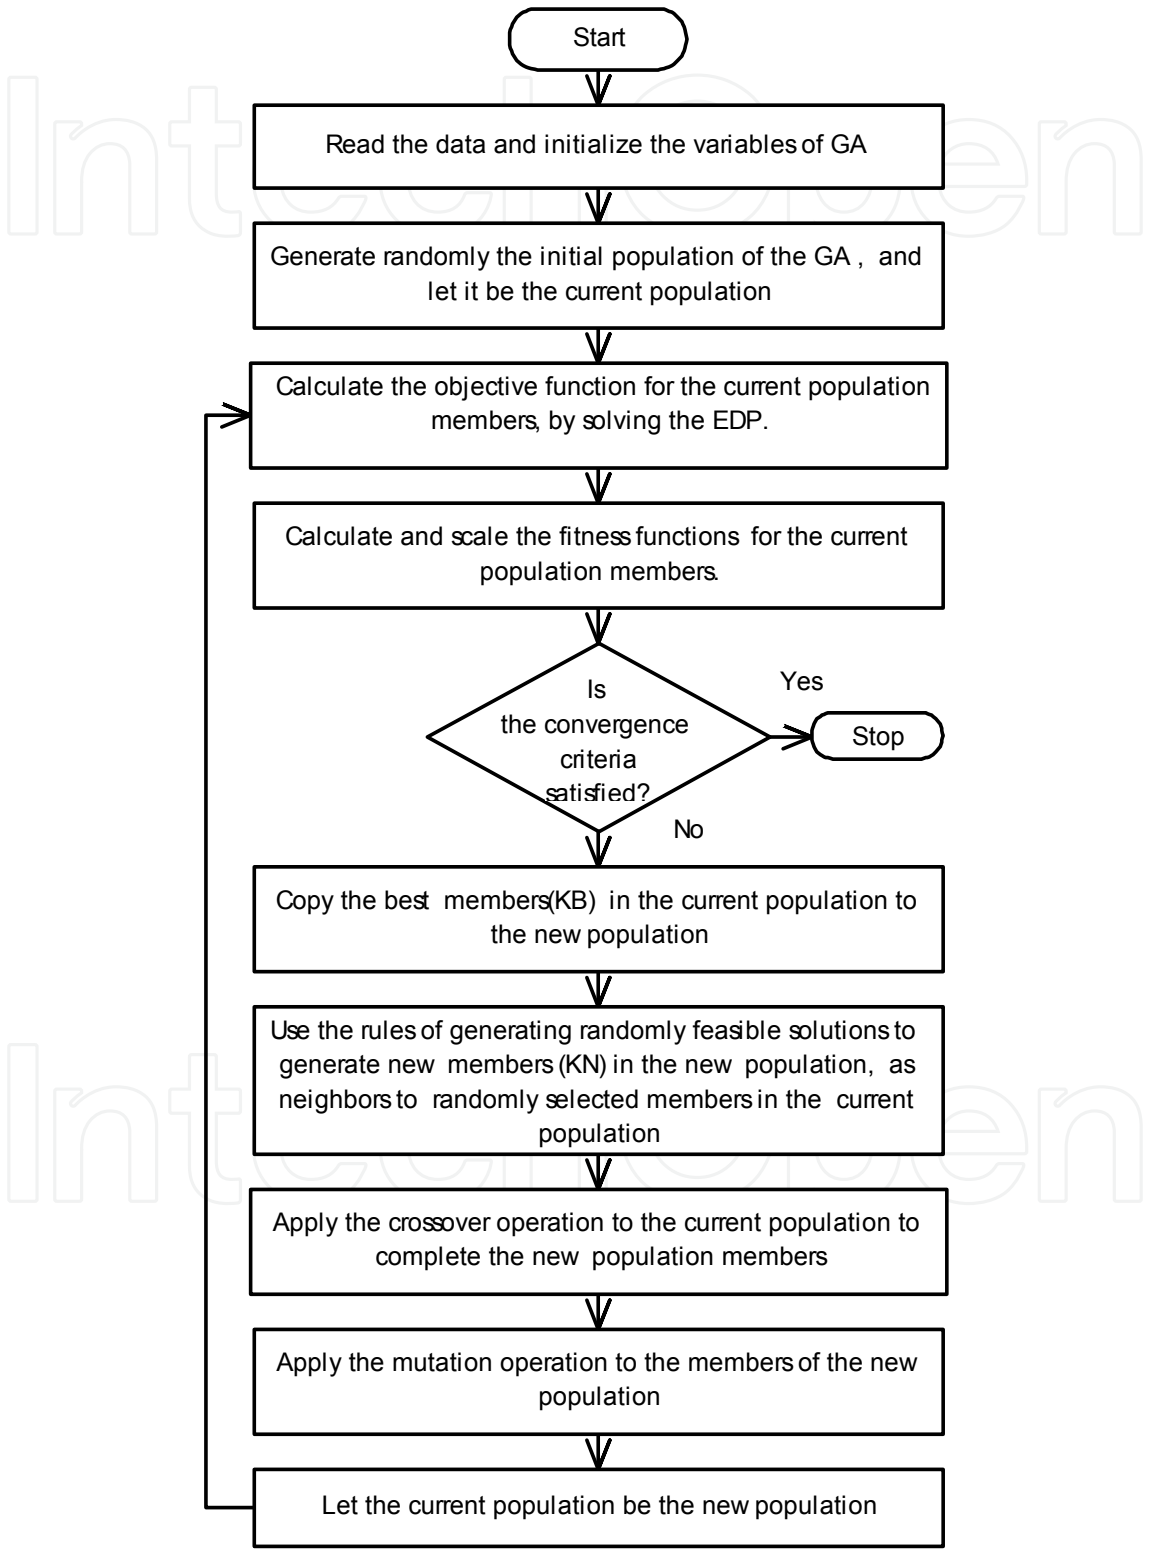 Start
Read the data and initialize the variables of GA
Generate randomly the initial population of the GA , and
let it be the current population
Calculate the objective function for the current population
members, by solving the EDP.
Calculate and scale the fitness functions for the current
population members.
Is
the convergence
criteria
satisfied?
Yes
Stop
No
Copy the best members(KB) in the current population to
the new population
Use the rules of generating randomly feasible solutions to
generate new members (KN) in the new population, as
neighbors to randomly selected members in the current
population
Apply the crossover operation to the current population to
complete the new population members
Apply the mutation operation to the members of the new
population
Let the current population be the new population
IntechOpen
IntechOpen